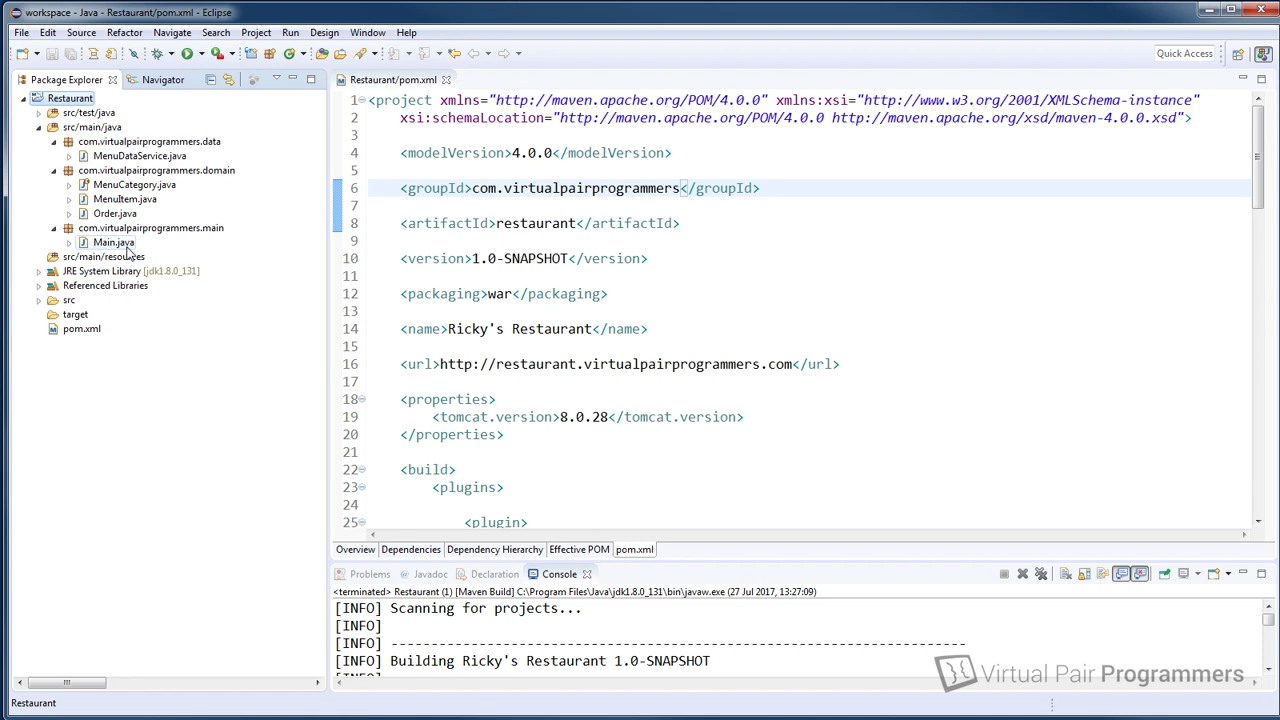 workspace - Java - Restaurant/pom.xml - Eclipse
File Edit Source Refactor Navigate Search Project Run Design Window Help
Quick Access
Package Explorer
Navigator
Restaurant
src/test/java
src/main/java
com.virtualpairprogrammers.data
MenuDataService.java
com.virtualpairprogrammers.domain
MenuCategory.java
MenuItem.java
Order.java
com.virtualpairprogrammers.main
Main.java
src/main/resources
JRE System Library [jdk1.8.0_131]
Referenced Libraries
src
target
pom.xml
Restaurant/pom.xml
1 <project xmlns="http://maven.apache.org/POM/4.0.0" xmlns:xsi="http://www.w3.org/2001/XMLSchema-instance"
2 xsi:schemaLocation="http://maven.apache.org/POM/4.0.0 http://maven.apache.org/xsd/maven-4.0.0.xsd">
3
4 <modelVersion>4.0.0</modelVersion>
5
6 <groupId>com.virtualpairprogrammers</groupId>
7
8 <artifactId>restaurant</artifactId>
9
10 <version>1.0-SNAPSHOT</version>
11
12 <packaging>war</packaging>
13
14 <name>Ricky's Restaurant</name>
15
16 <url>http://restaurant.virtualpairprogrammers.com</url>
17
18 <properties>
19 <tomcat.version>8.0.28</tomcat.version>
20 </properties>
21
22 <build>
23 <plugins>
24
25 <plugin>
Overview Dependencies Dependency Hierarchy Effective POM pom.xml
Problems Javadoc Declaration Console
<terminated> Restaurant (1) [Maven Build] C:\Program Files\Java\jdk1.8.0_131\bin\javaw.exe (27 Jul 2017, 13:27:09)
[INFO] Scanning for projects...
[INFO]
[INFO] ------------------------------------------------------------------------
[INFO] Building Ricky's Restaurant 1.0-SNAPSHOT
Virtual Pair Programmers
Restaurant